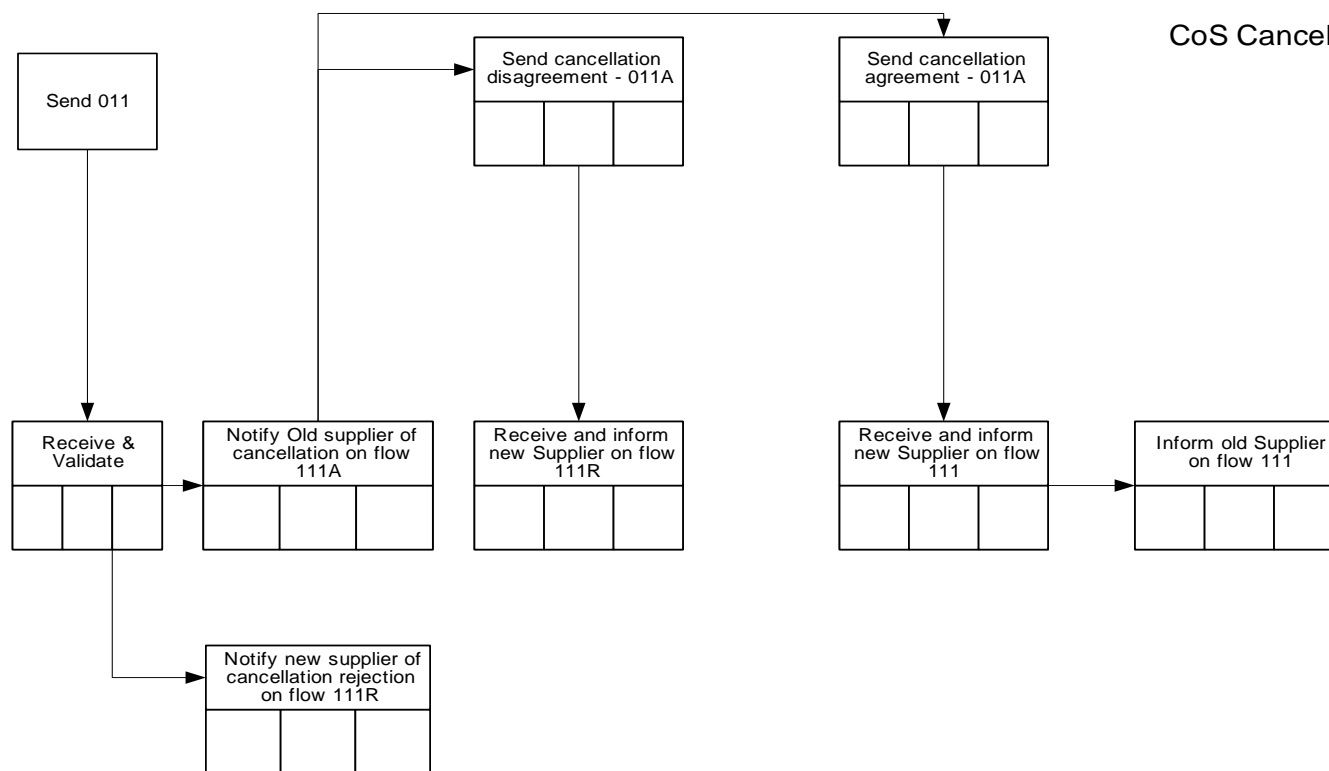 CoS Cancel
Send cancellation
disagreement - 011A
Send cancellation
agreement - 011A
Send 011
Receive &
Validate
Notify Old supplier of
cancellation on flow
111A
Receive and inform
new Supplier on flow
111R
Receive and inform
new Supplier on flow
111
Inform old Supplier
on flow 111
Notify new supplier of
cancellation rejection
on flow 111R